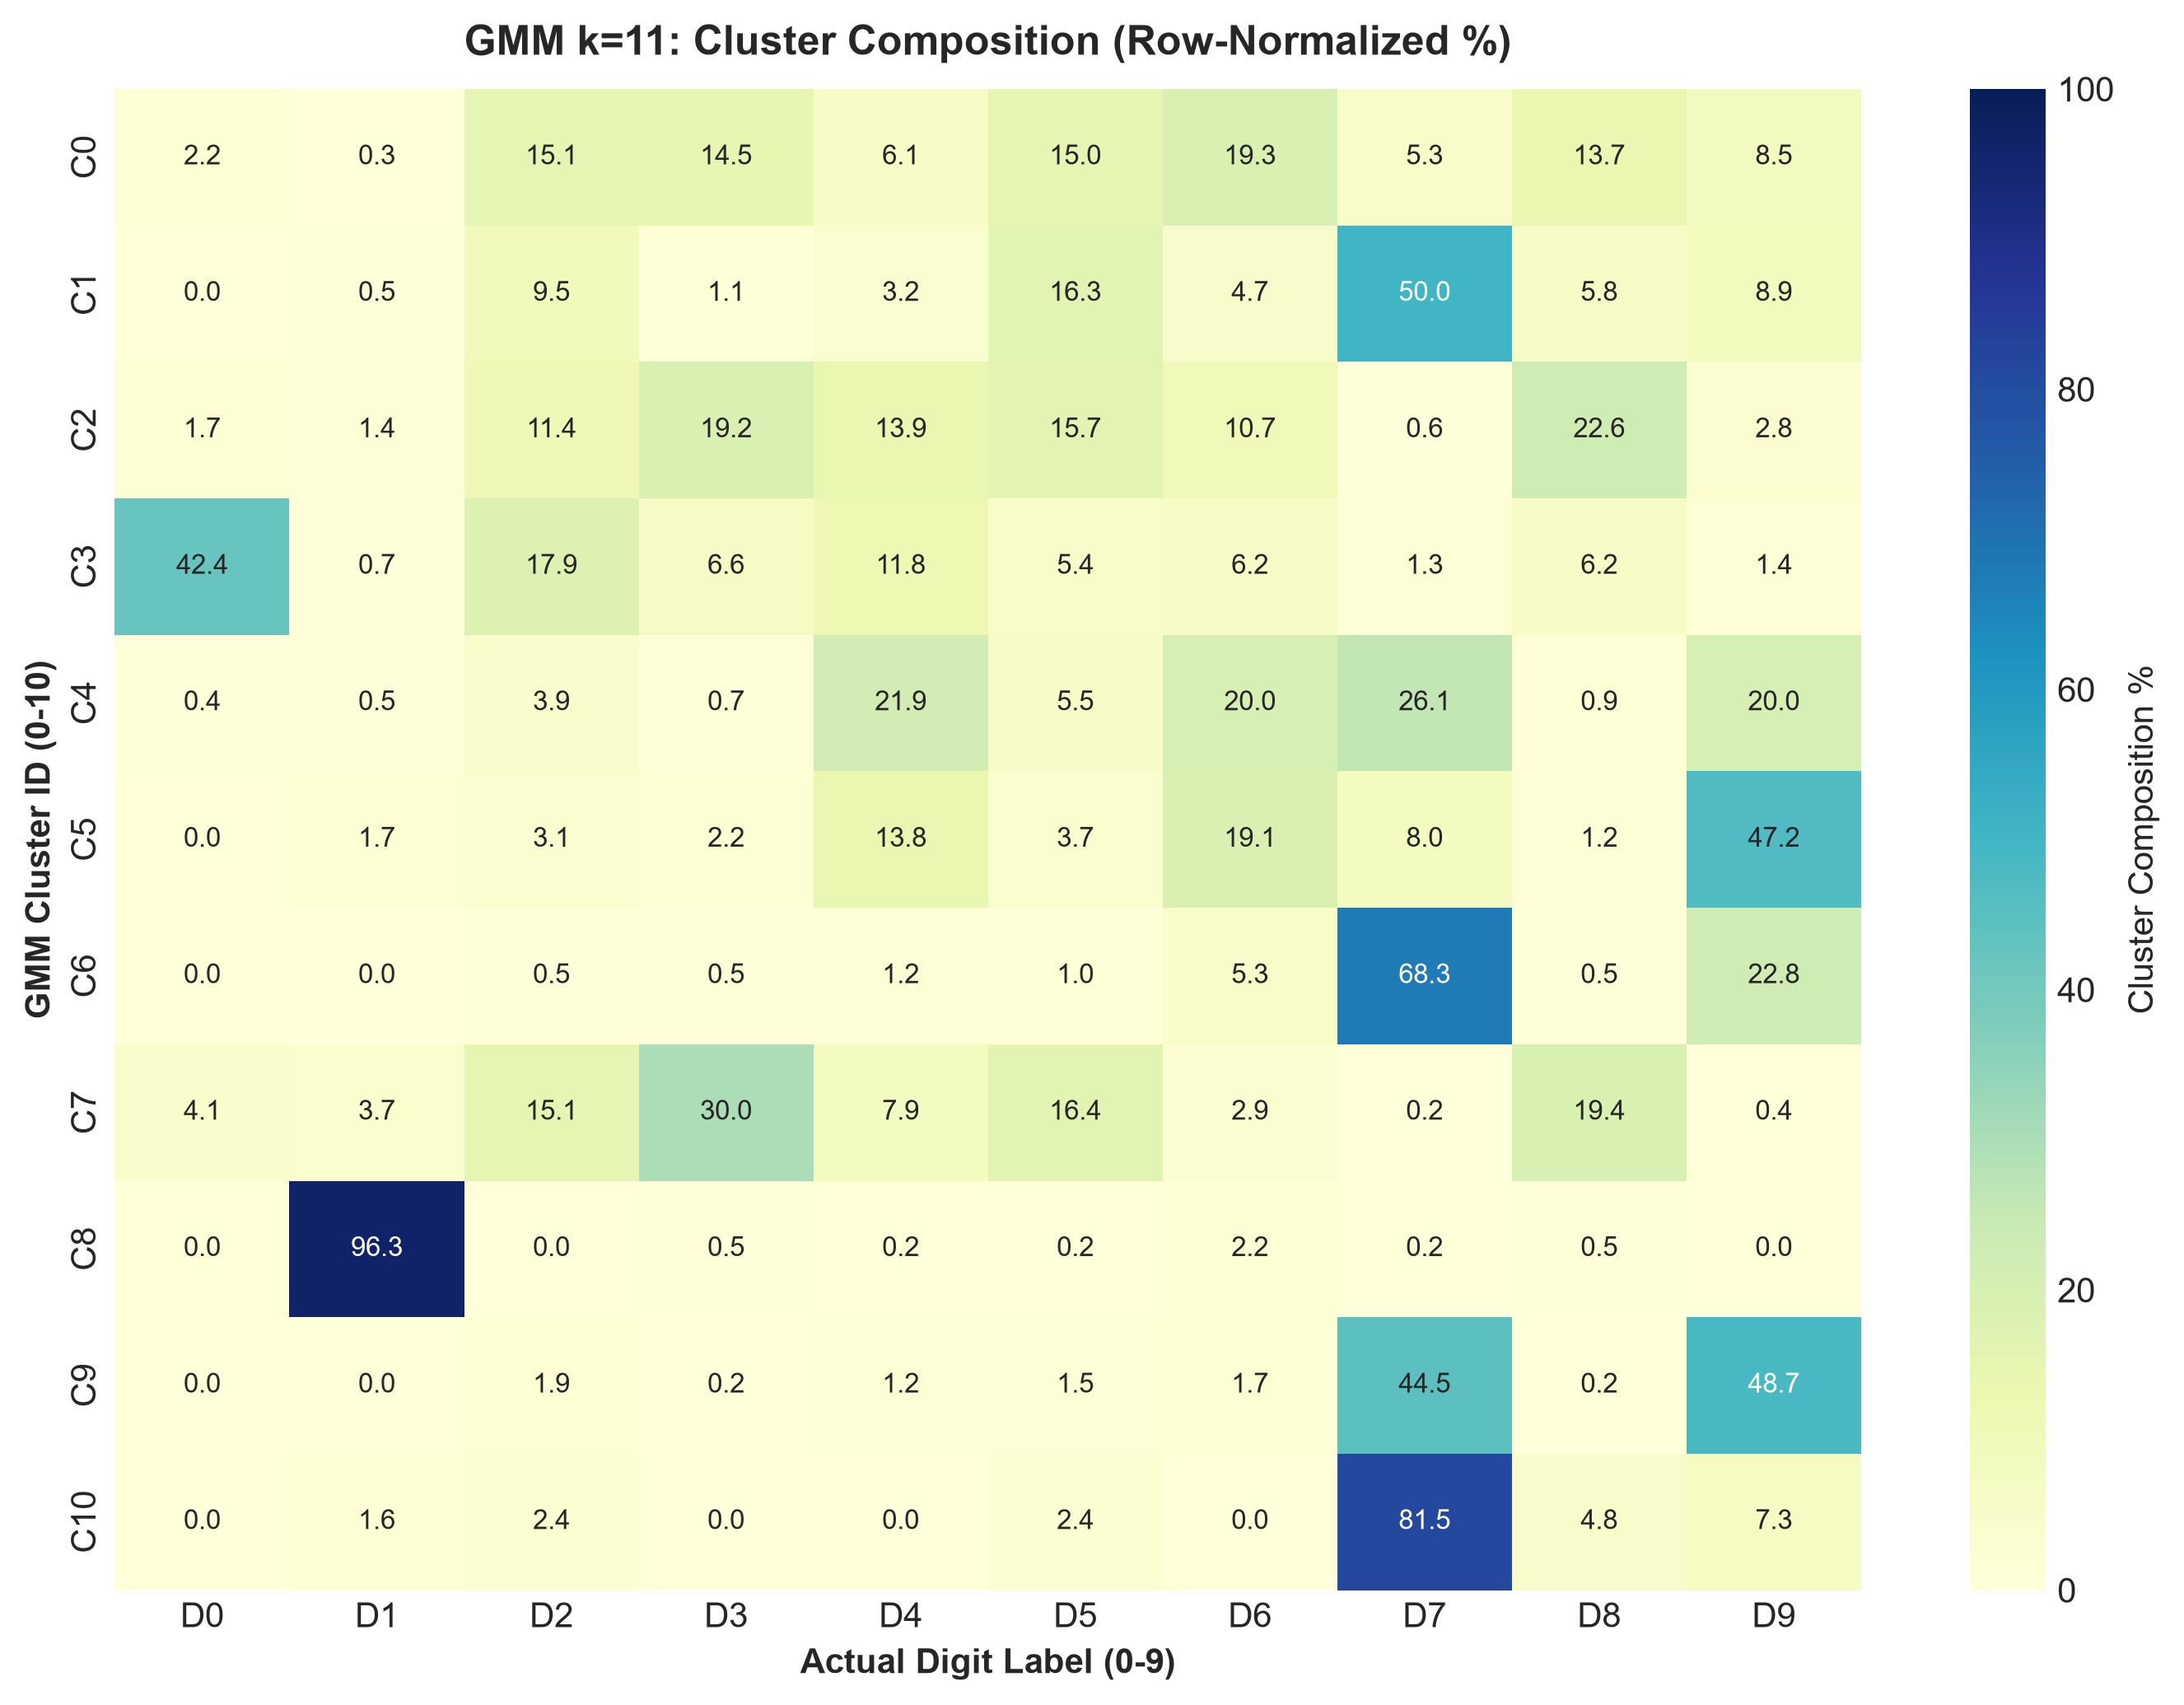 GMM k=11: Cluster Composition (Row-Normalized %)
GMM Cluster ID (0-10)
C0 2.2 0.3 15.1 14.5 6.1 15.0 19.3 5.3 13.7 8.5
C1 0.0 0.5 9.5 1.1 3.2 16.3 4.7 50.0 5.8 8.9
C2 1.7 1.4 11.4 19.2 13.9 15.7 10.7 0.6 22.6 2.8
C3 42.4 0.7 17.9 6.6 11.8 5.4 6.2 1.3 6.2 1.4
C4 0.4 0.5 3.9 0.7 21.9 5.5 20.0 26.1 0.9 20.0
C5 0.0 1.7 3.1 2.2 13.8 3.7 19.1 8.0 1.2 47.2
C6 0.0 0.0 0.5 0.5 1.2 1.0 5.3 68.3 0.5 22.8
C7 4.1 3.7 15.1 30.0 7.9 16.4 2.9 0.2 19.4 0.4
C8 0.0 96.3 0.0 0.5 0.2 0.2 2.2 0.2 0.5 0.0
C9 0.0 0.0 1.9 0.2 1.2 1.5 1.7 44.5 0.2 48.7
C10 0.0 1.6 2.4 0.0 0.0 2.4 0.0 81.5 4.8 7.3
D0 D1 D2 D3 D4 D5 D6 D7 D8 D9
Actual Digit Label (0-9)
100
80
60
40
20
0
Cluster Composition %